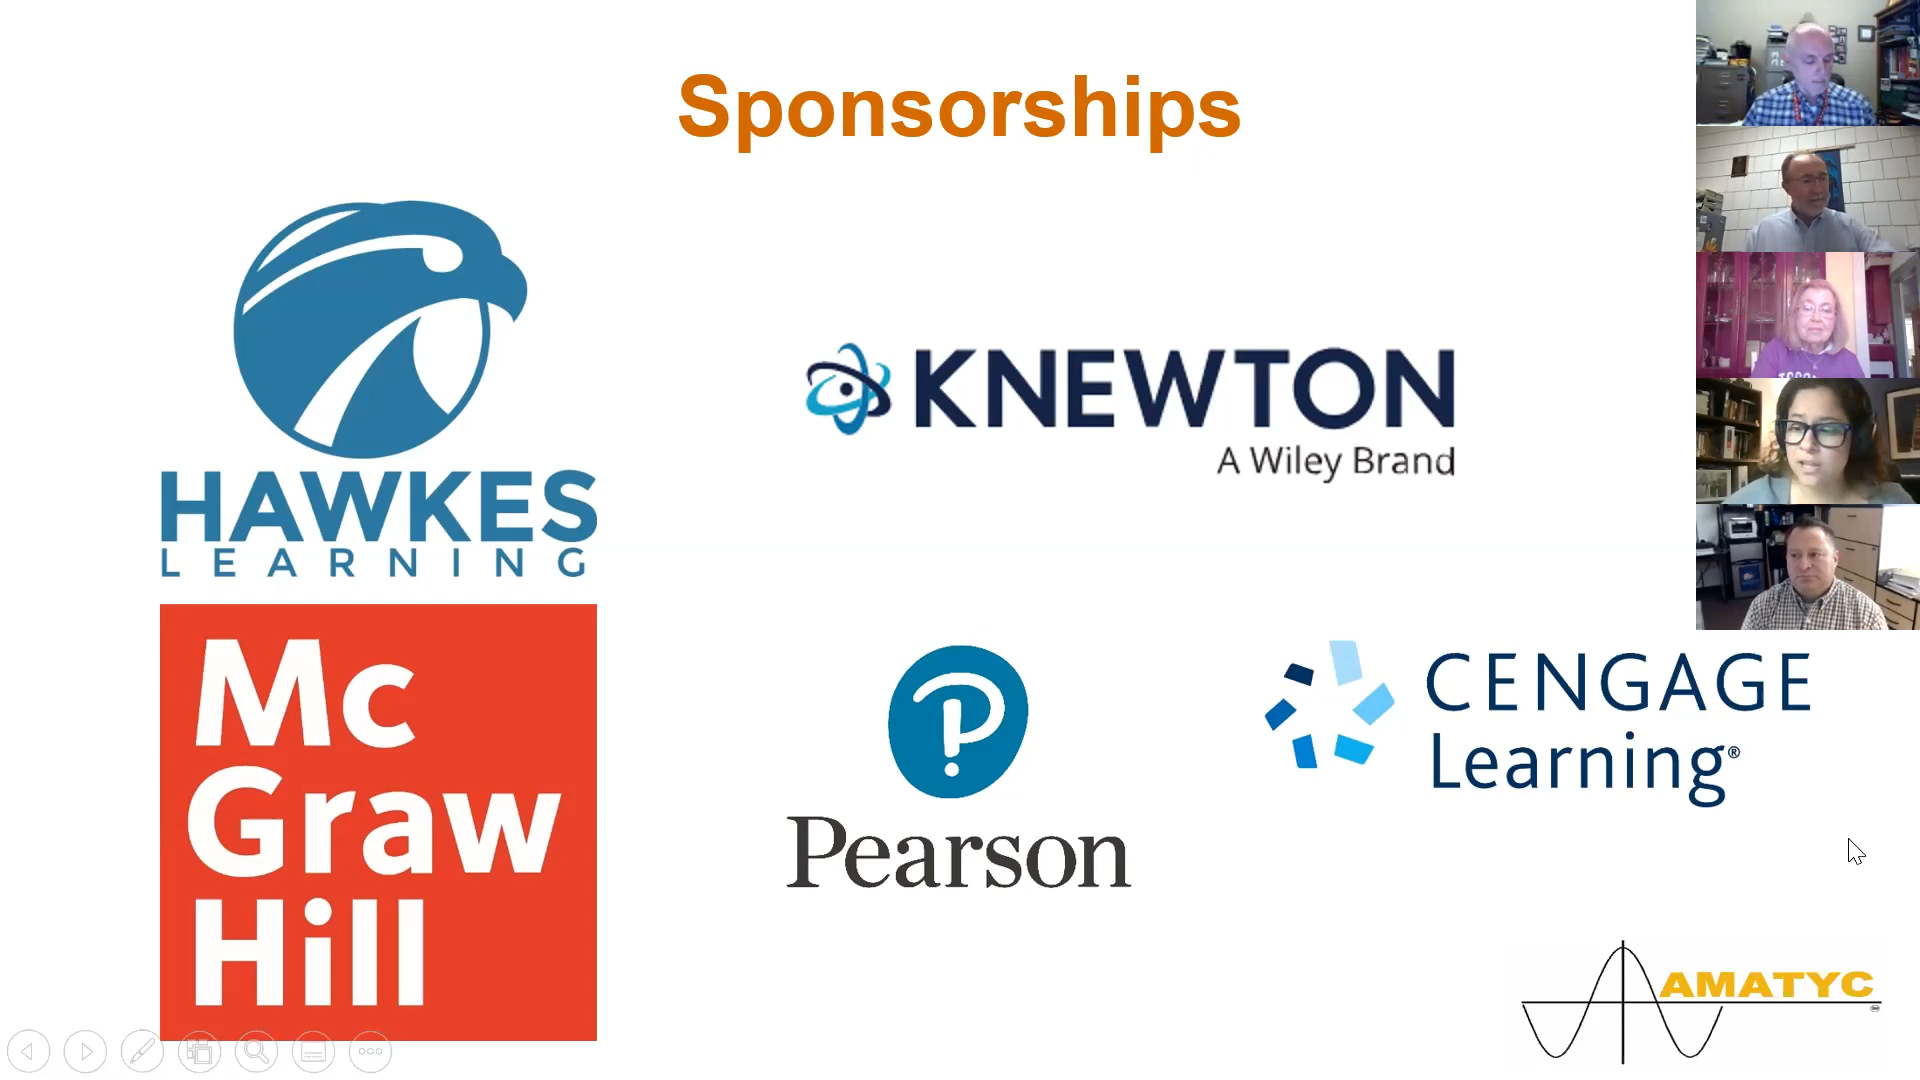 Sponsorships
HAWKES
LEARNING
KNEWTON
A Wiley Brand
Mc
Graw
Hill
Pearson
CENGAGE
Learning®
AMATYC